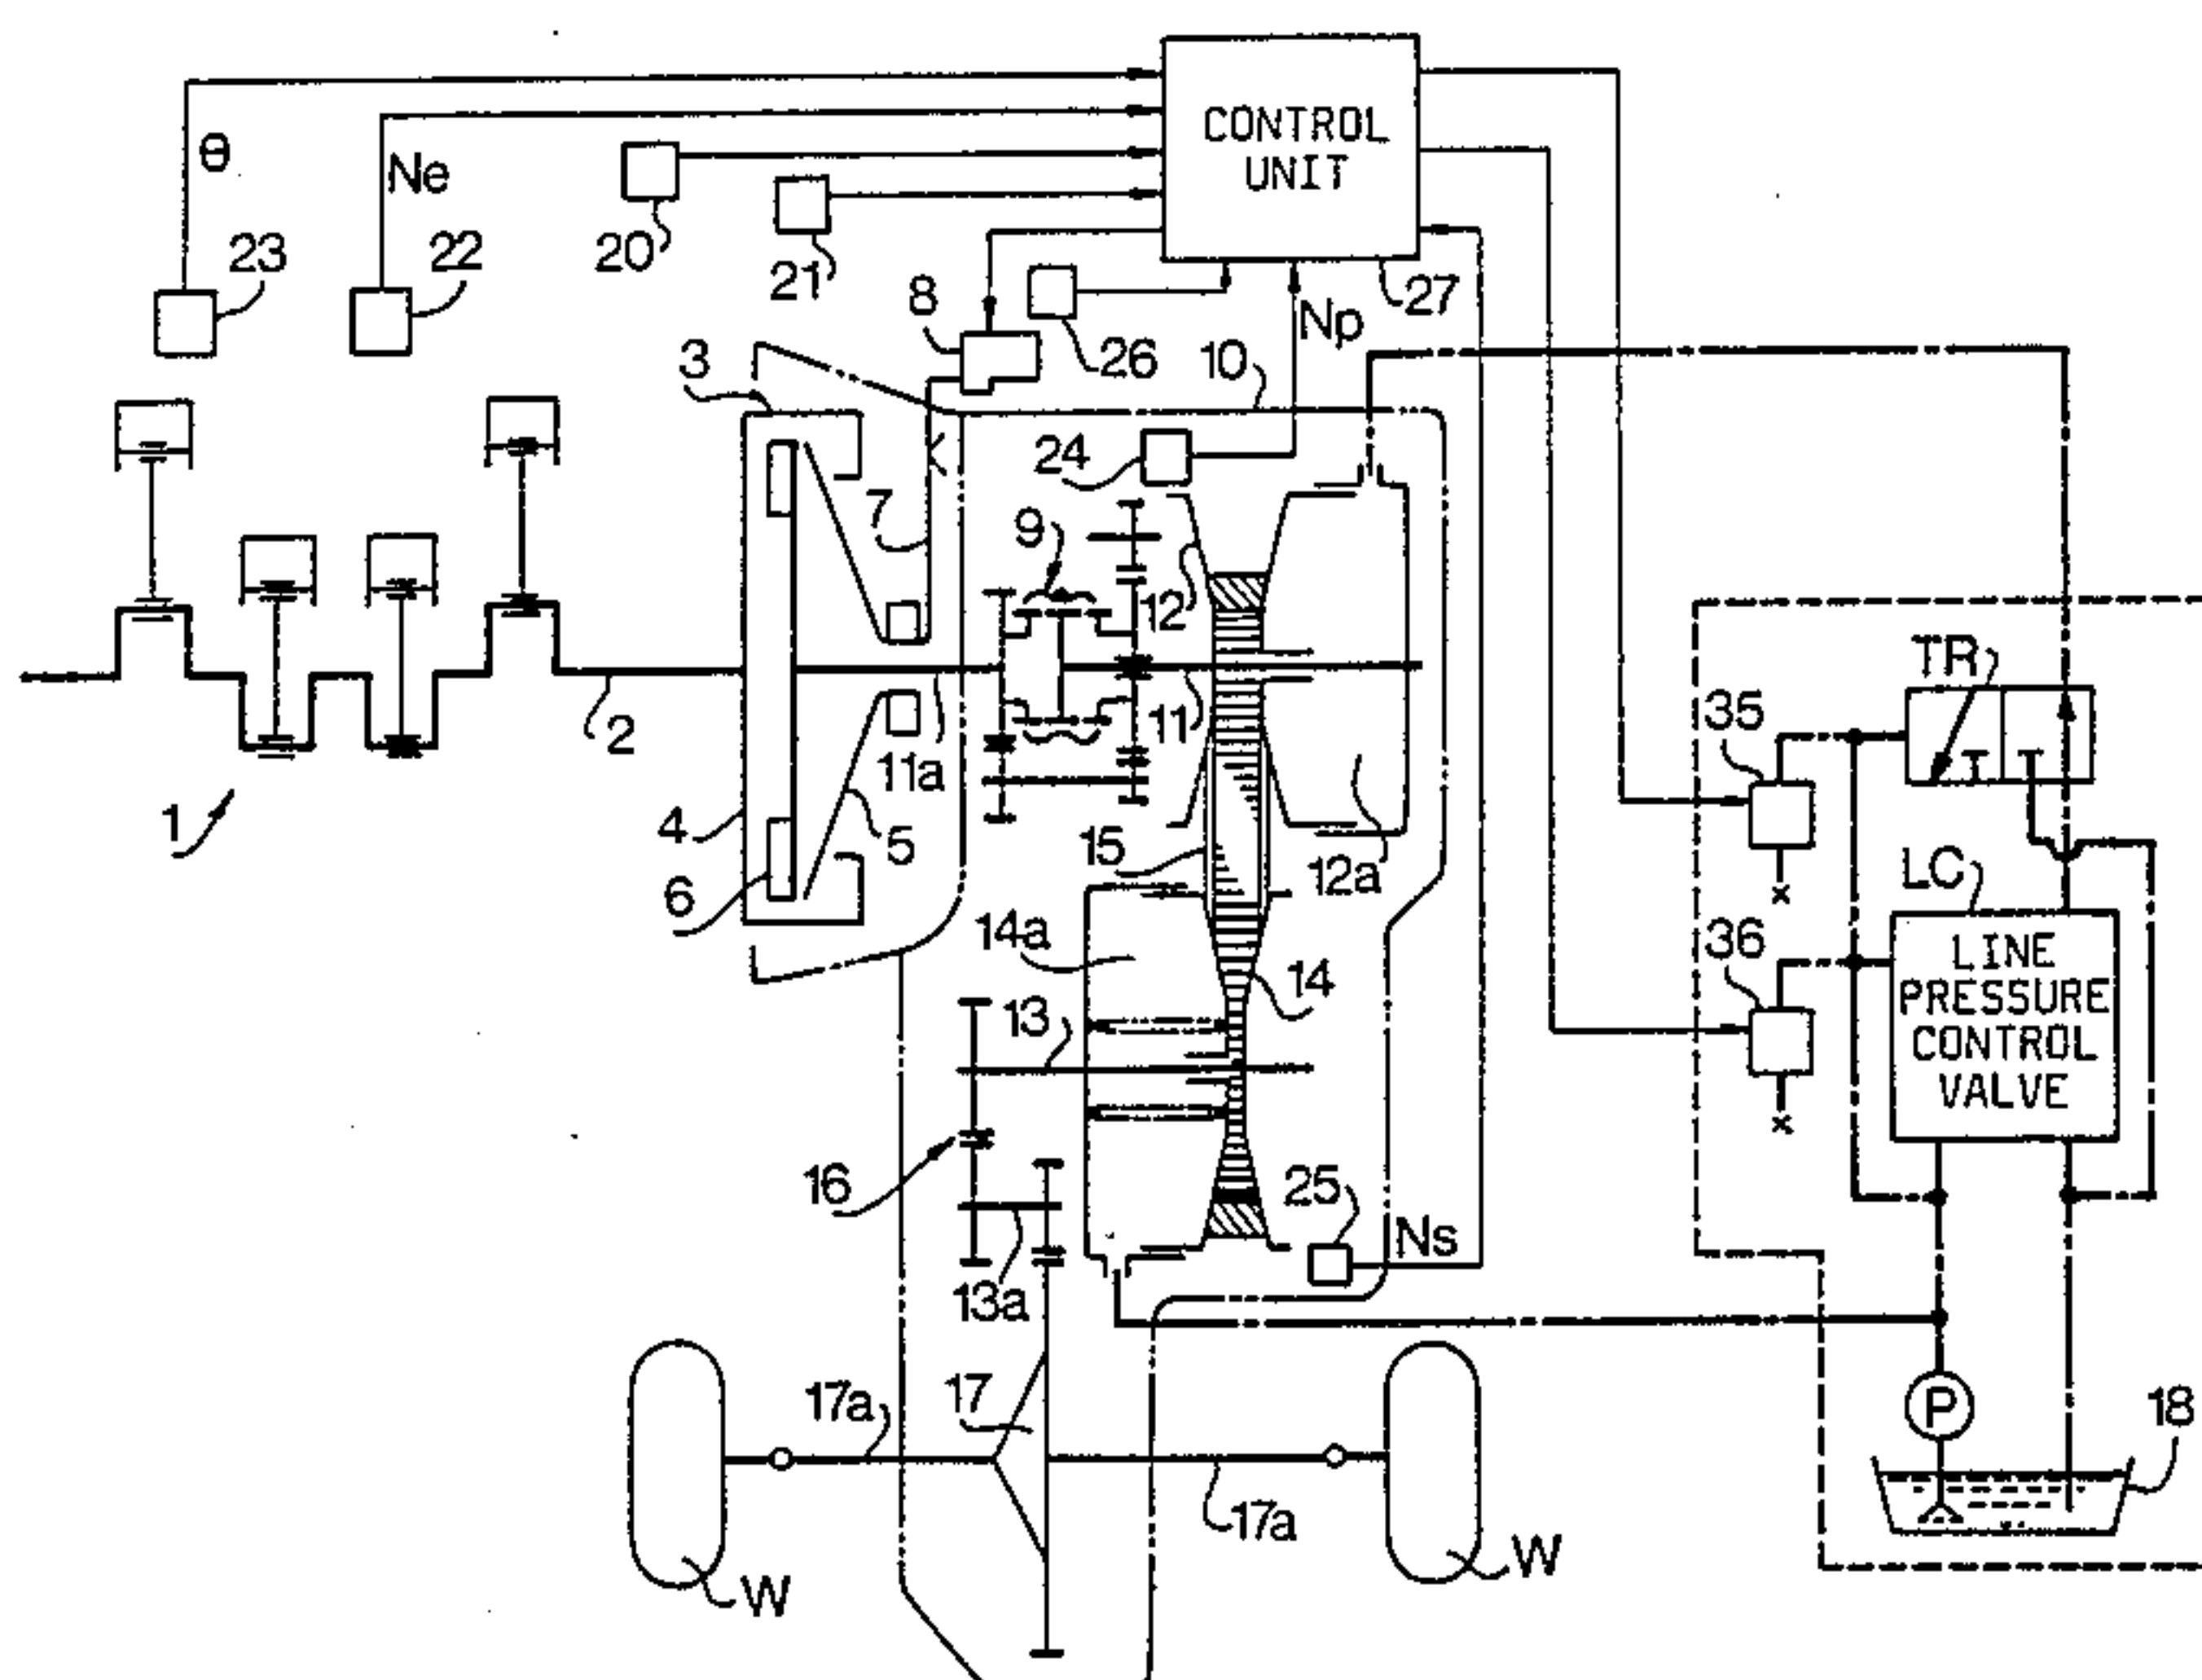 CONTROL
UNIT
θ
Ne
23
22
20
21
8
26
Np
27
3
10
24
7
9
12
TR
35
2
11a
11
1
4
5
15
12a
LC
6
14a
36
LINE
PRESSURE
CONTROL
VALVE
14
13
16
25
Ns
13a
17a
17
P
18
17a
W
W